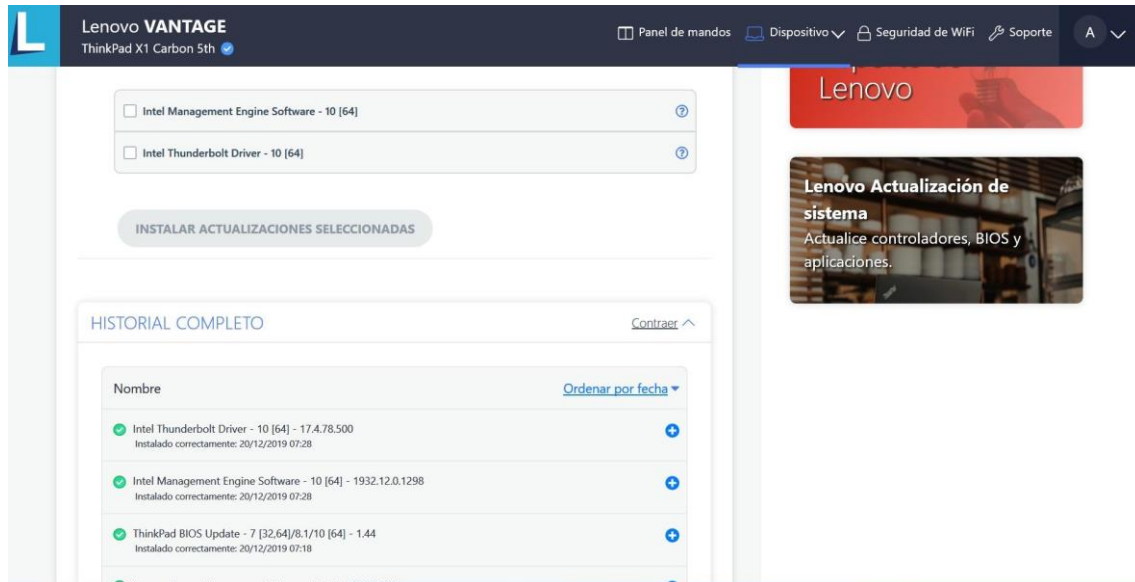 L
Lenovo VANTAGE
ThinkPad X1 Carbon 5th
Panel de mandos
Dispositivo
Seguridad de WiFi
Soporte
A
Intel Management Engine Software - 10 [64]
Intel Thunderbolt Driver - 10 [64]
INSTALAR ACTUALIZACIONES SELECCIONADAS
Lenovo
Lenovo Actualización de
sistema
Actualice controladores, BIOS y
aplicaciones.
HISTORIAL COMPLETO
Contraer
Nombre
Ordenar por fecha
Intel Thunderbolt Driver - 10 [64] - 17.4.78.500
Instalado correctamente: 20/12/2019 07:28
Intel Management Engine Software - 10 [64] - 1932.12.0.1298
Instalado correctamente: 20/12/2019 07:28
ThinkPad BIOS Update - 7 [32,64]/8.1/10 [64] - 1.44
Instalado correctamente: 20/12/2019 07:18